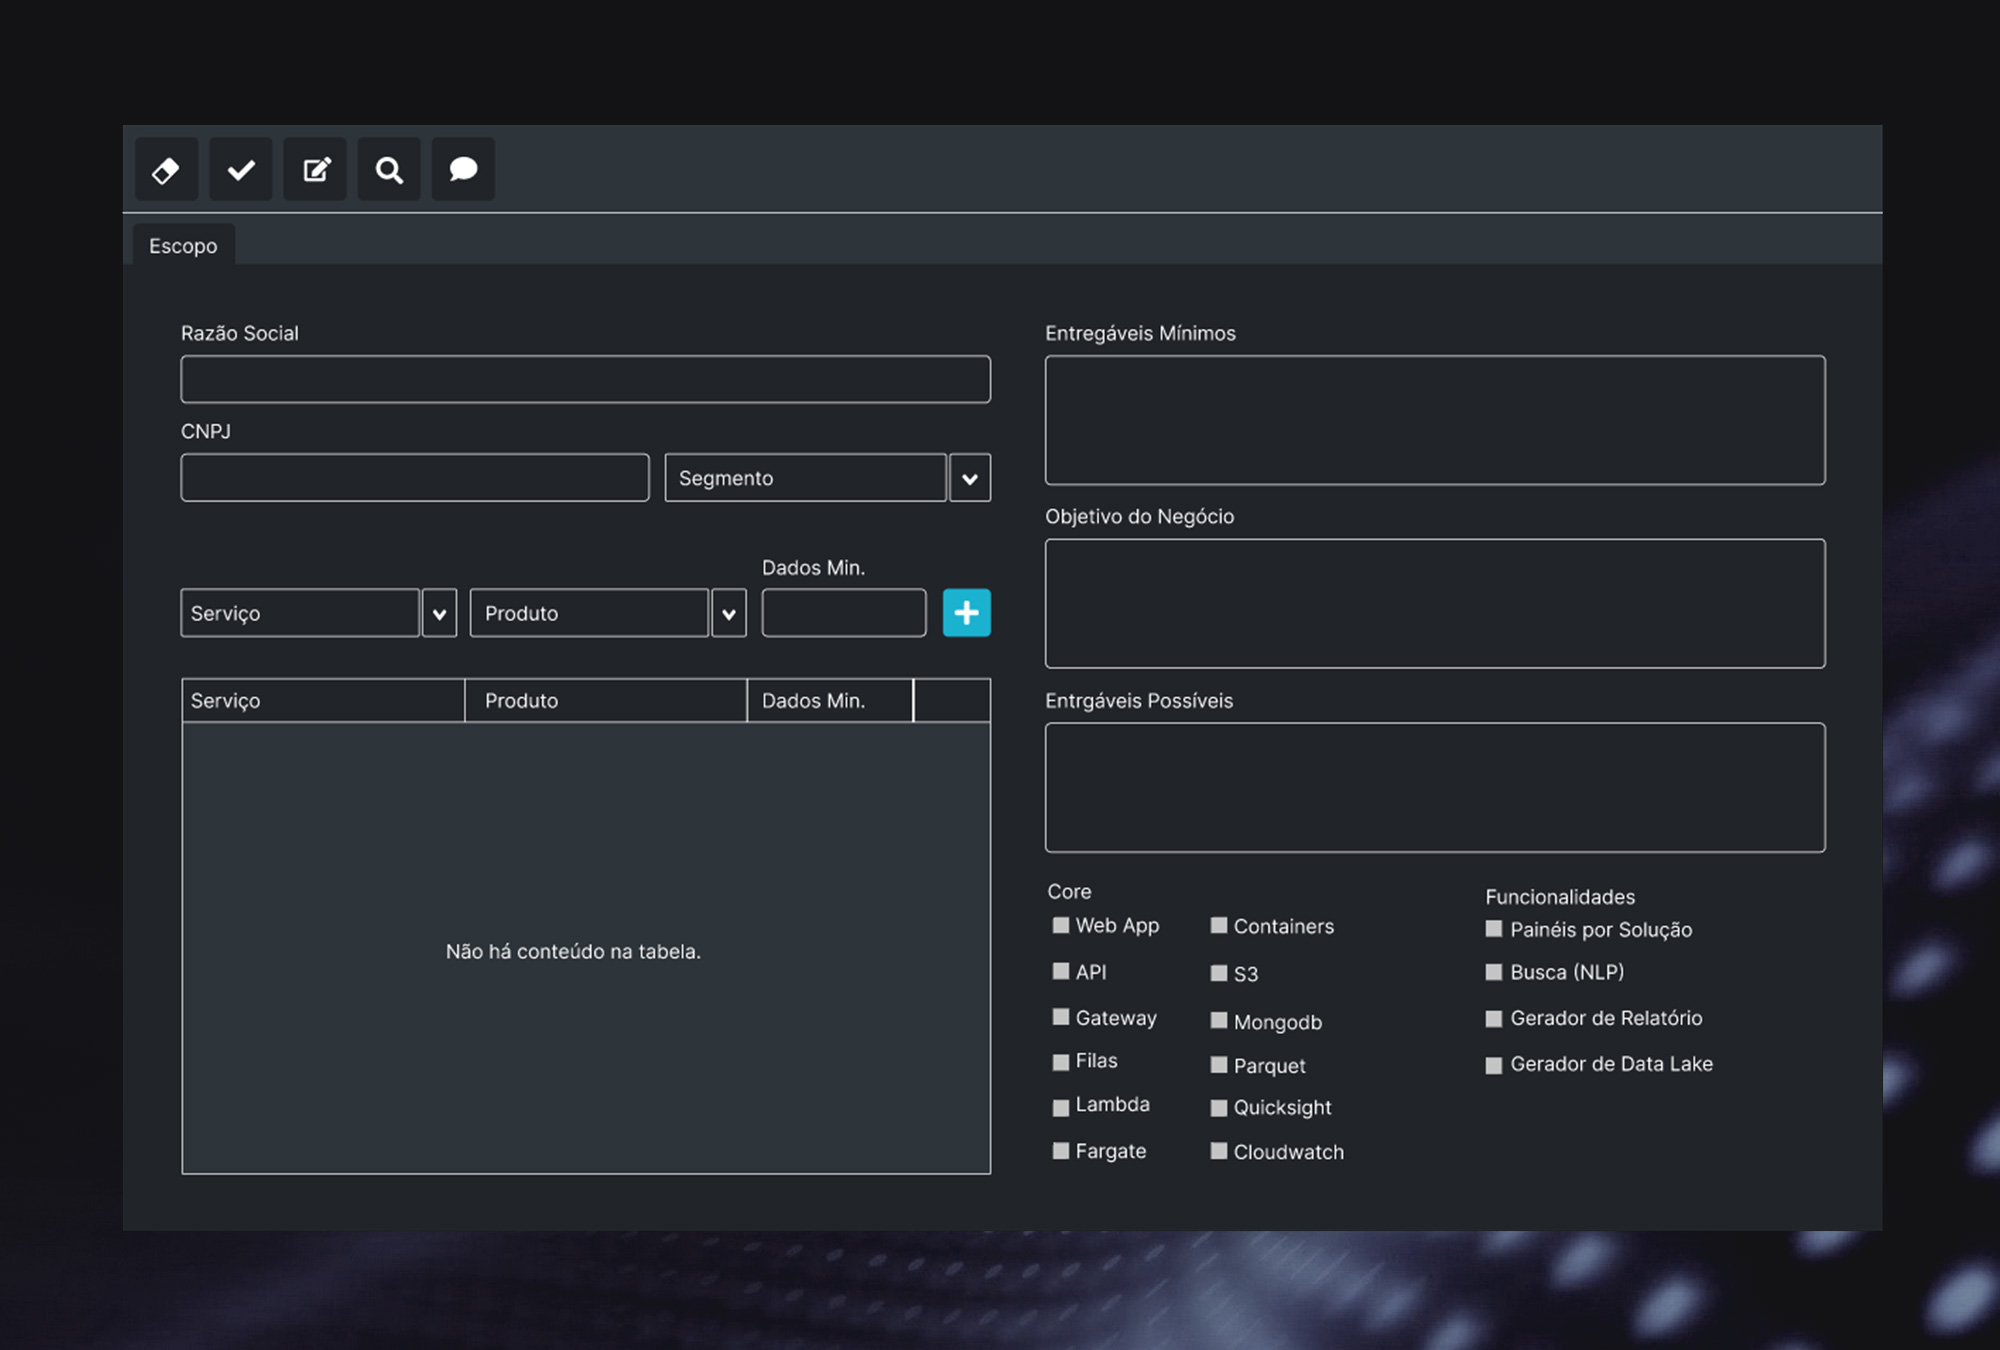 Escopo
Razão Social
CNPJ
Segmento
Dados Min.
Serviço
Produto
Serviço
Produto
Dados Min.
Não há conteúdo na tabela.
Entregáveis Mínimos
Objetivo do Negócio
Entrgáveis Possíveis
Core
Web App
API
Gateway
Filas
Lambda
Fargate
Containers
S3
Mongodb
Parquet
Quicksight
Cloudwatch
Funcionalidades
Painéis por Solução
Busca (NLP)
Gerador de Relatório
Gerador de Data Lake